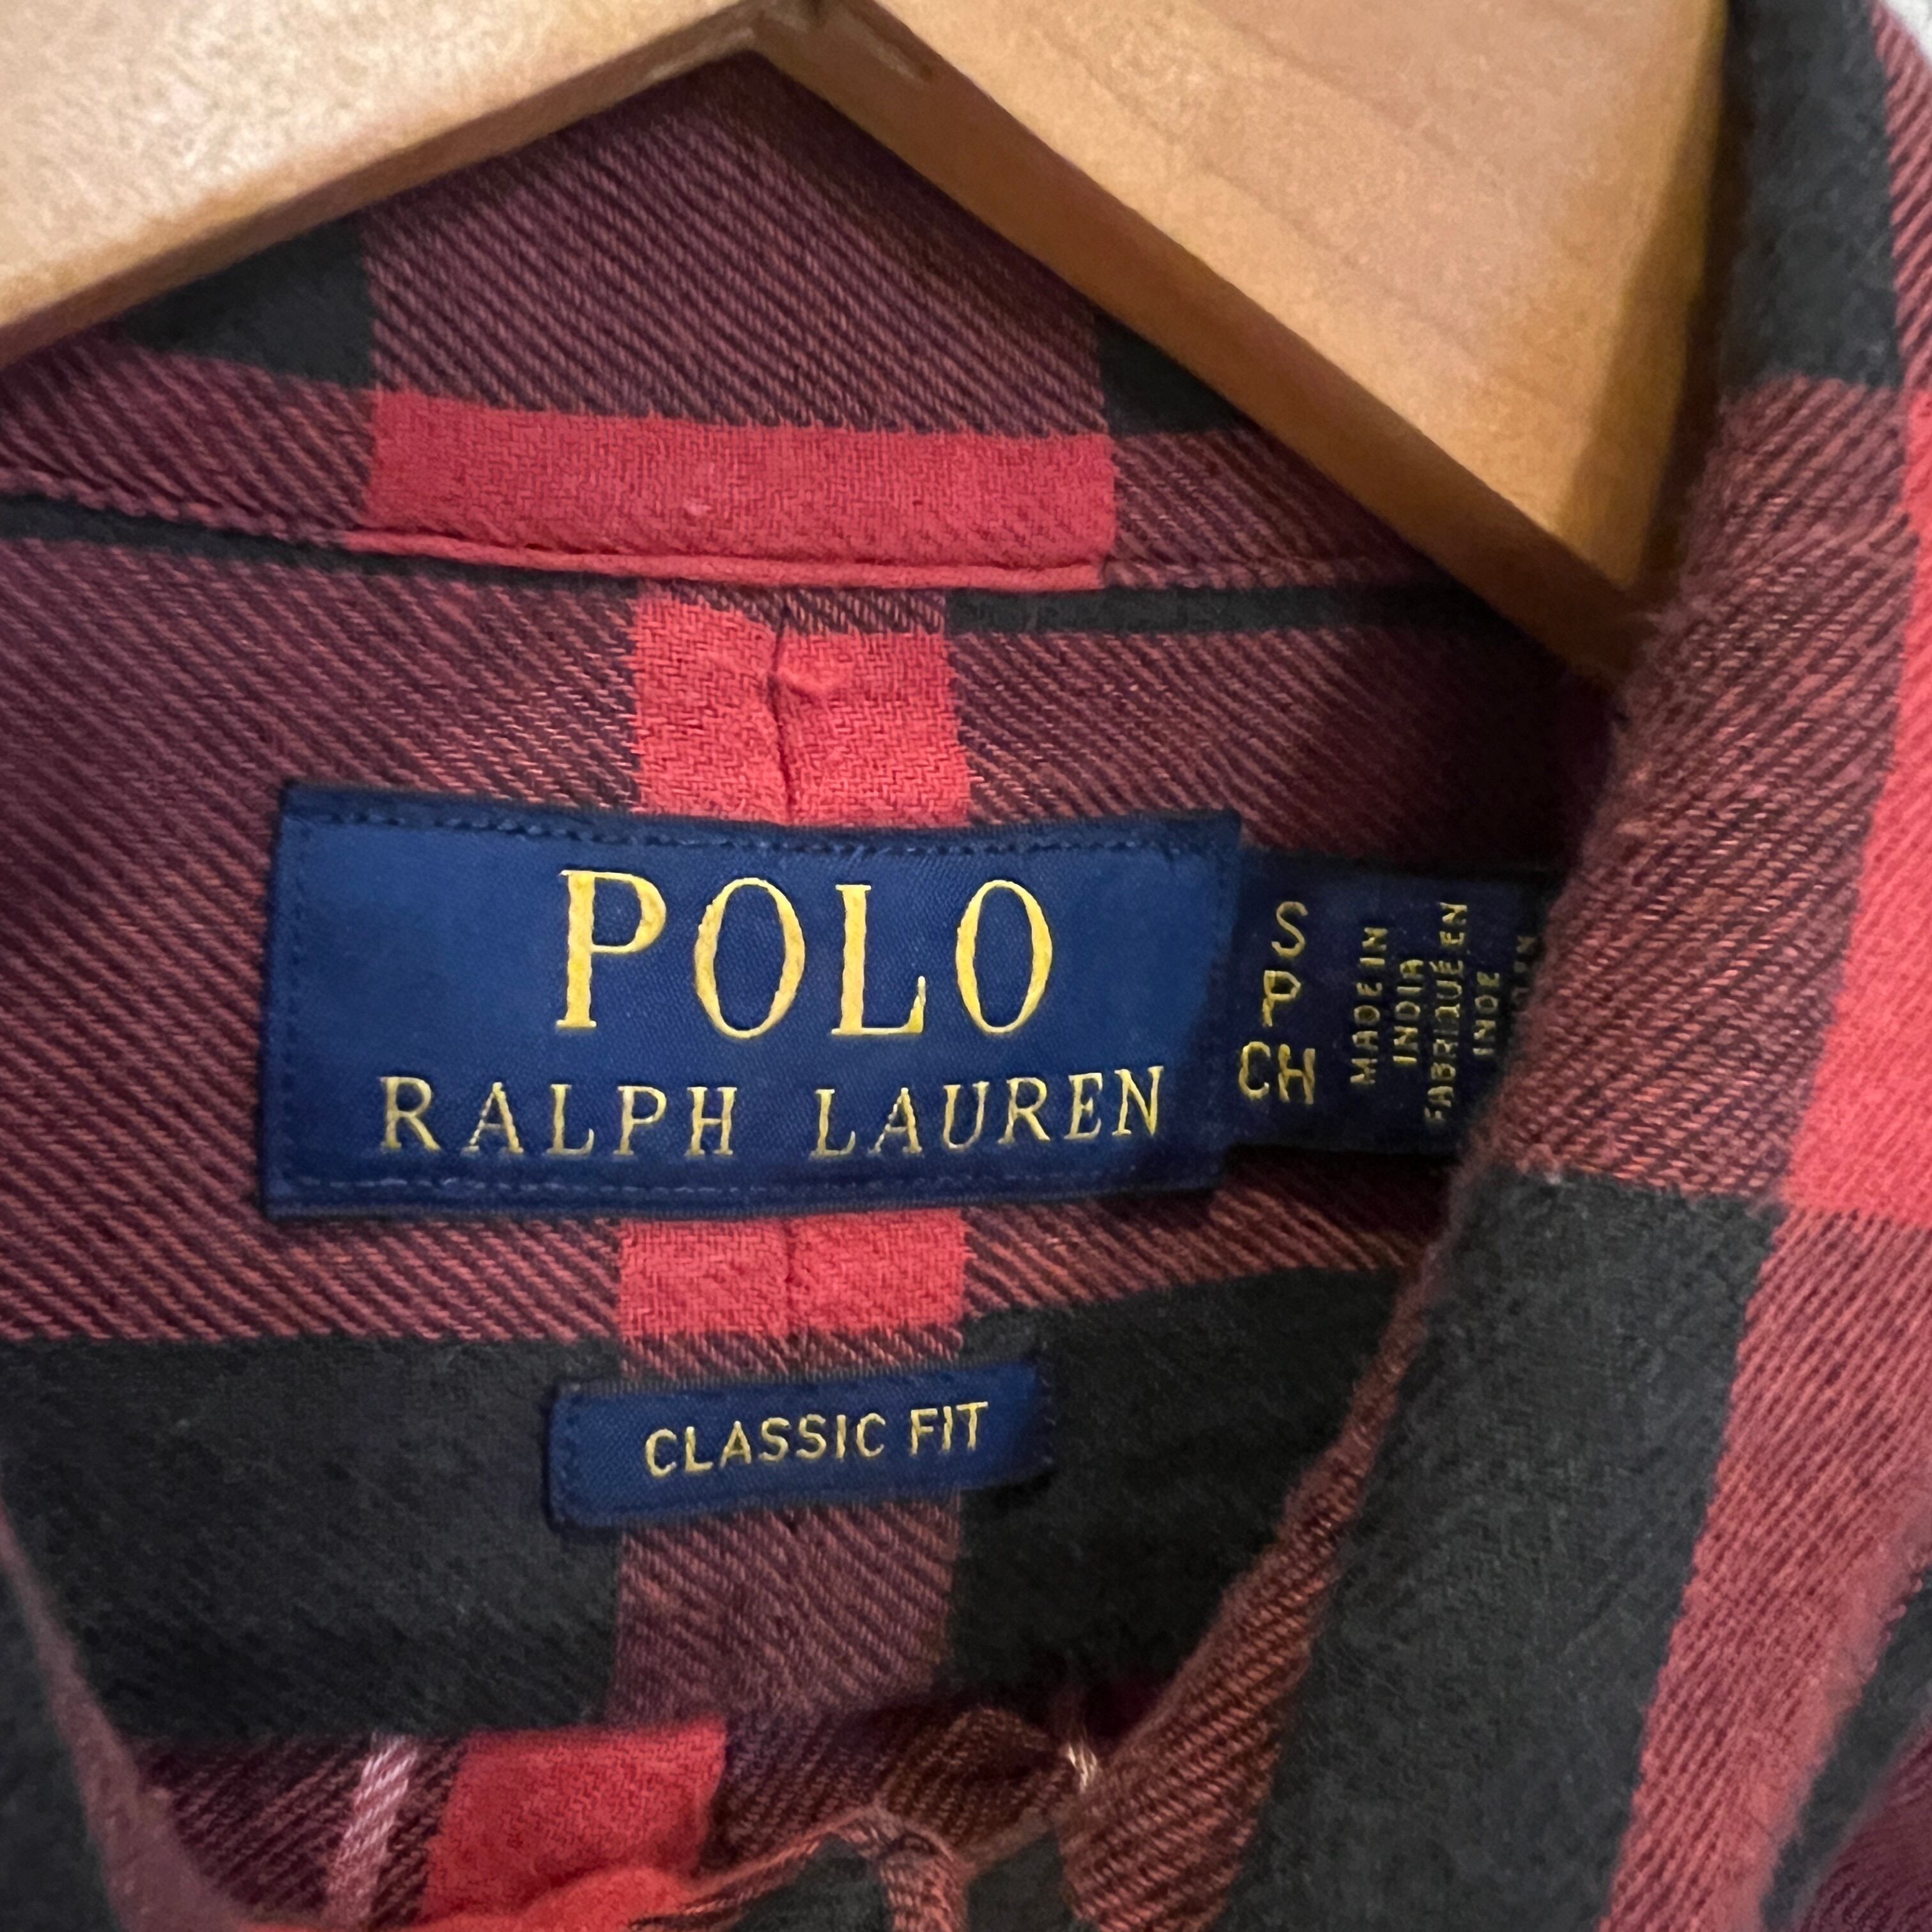 POLO
RALPH LAUREN
S
P
CH
MADE IN
INDIA
FABRIQUÉ EN
INDE
CLASSIC FIT